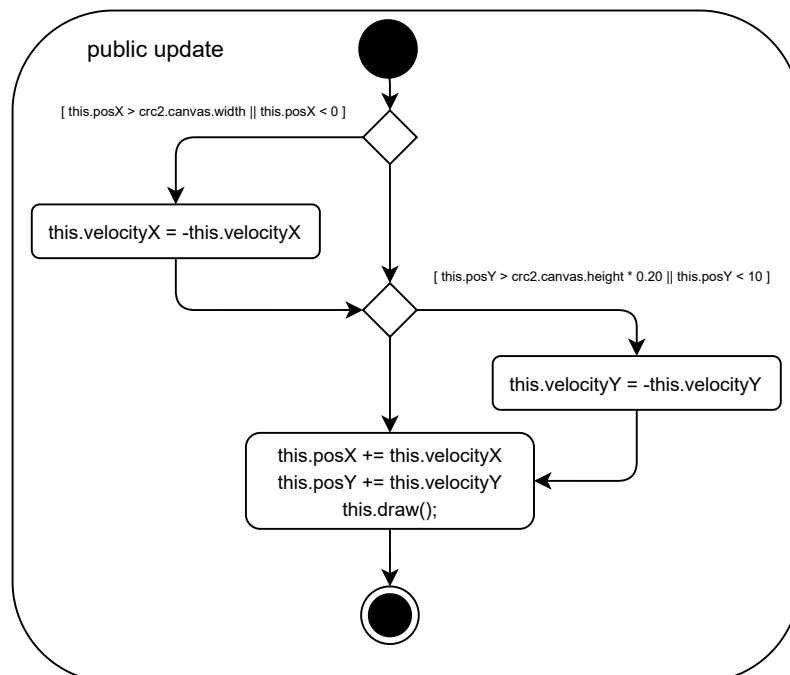 public update
[ this.posX > crc2.canvas.width || this.posX < 0 ]
this.velocityX = -this.velocityX
[ this.posY > crc2.canvas.height * 0.20 || this.posY < 10 ]
this.velocityY = -this.velocityY
this.posX += this.velocityX
this.posY += this.velocityY
this.draw();